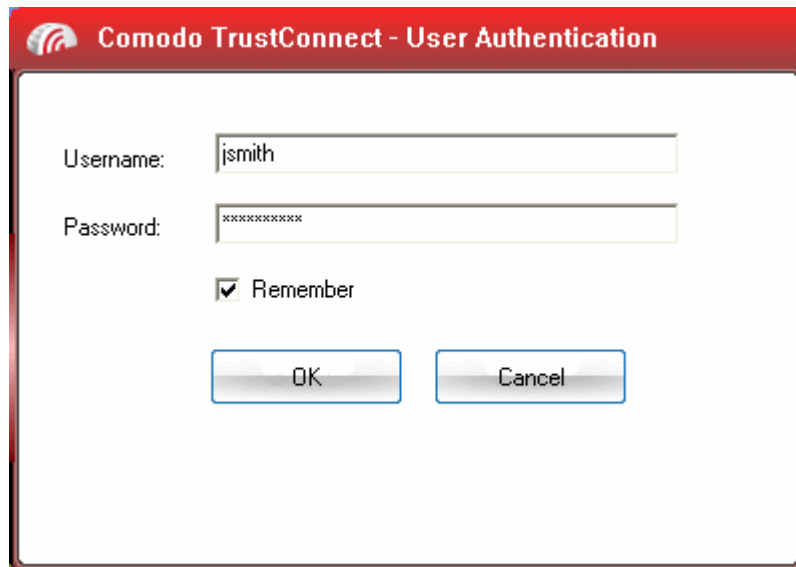 Comodo TrustConnect - User Authentication
Username: jsmith
Password: **********
Remember
OK Cancel